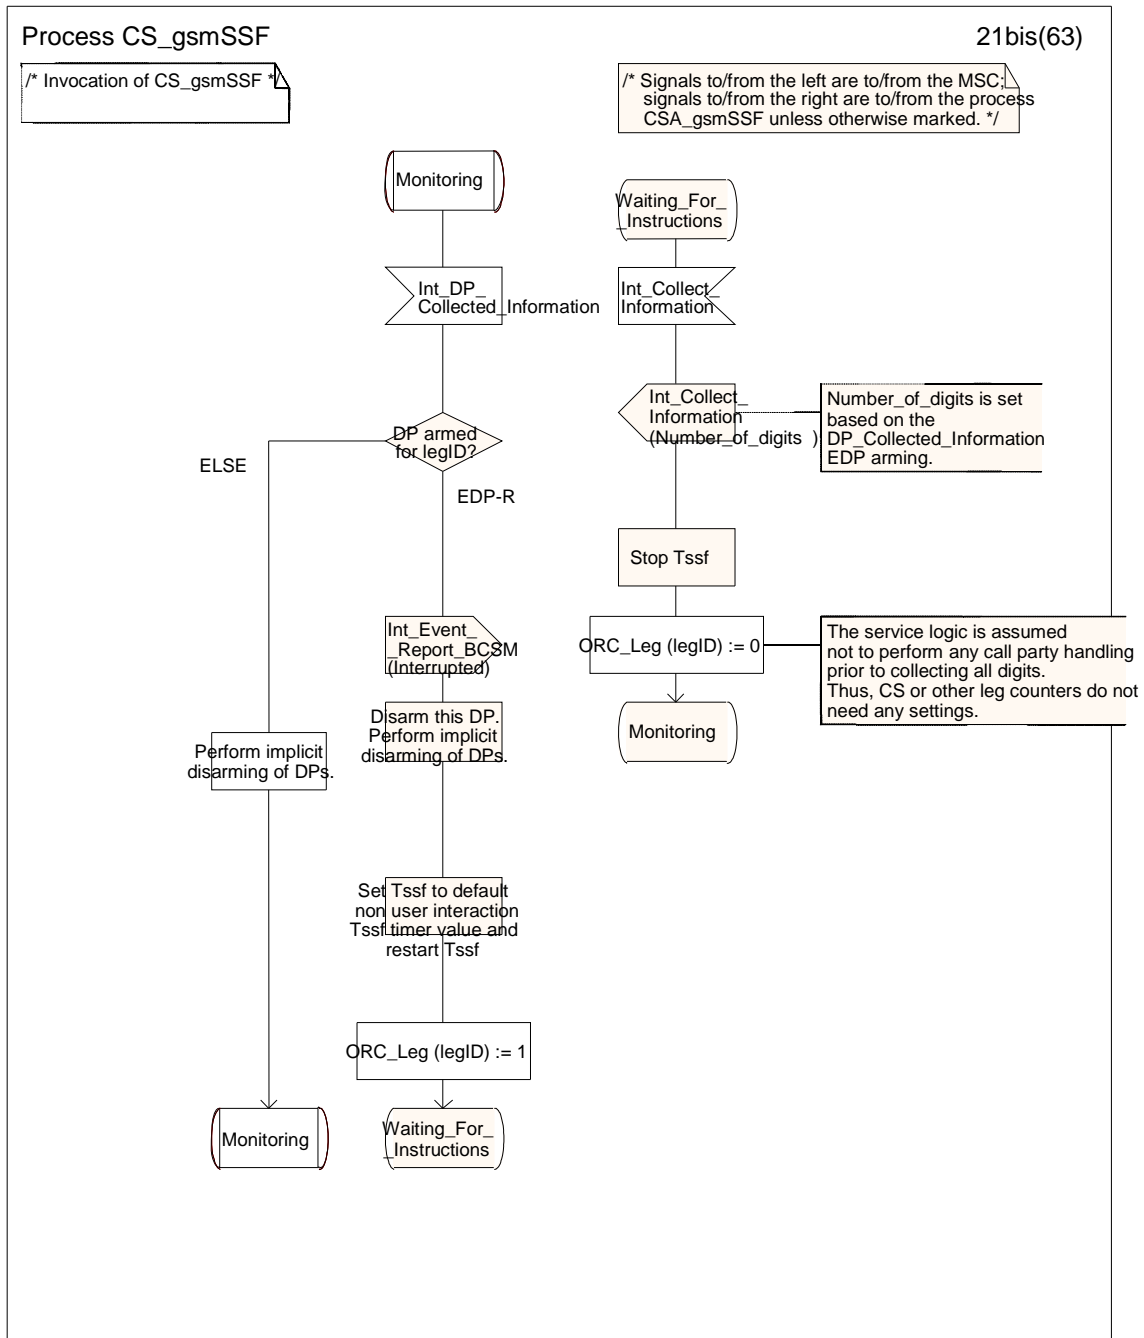 Process CS_gsmSSF
21bis(63)
/* Invocation of CS_gsmSSF */
/* Signals to/from the left are to/from the MSC;
signals to/from the right are to/from the process
CSA_gsmSSF unless otherwise marked. */
Monitoring
Int_DP_
Collected_Information
DP armed
for legID?
ELSE
EDP-R
Int_Event_
_Report_BCSM
(Interrupted)
Disarm this DP.
Perform implicit
disarming of DPs.
Perform implicit
disarming of DPs.
Set Tssf to default
non user interaction
Tssf timer value and
restart Tssf
ORC_Leg (legID) := 1
Monitoring
Waiting_For_
_Instructions
Waiting_For_
_Instructions
Int_Collect_
Information
Int_Collect_
Information
(Number_of_digits )
Number_of_digits is set
based on the
DP_Collected_Information
EDP arming.
Stop Tssf
ORC_Leg (legID) := 0
The service logic is assumed
not to perform any call party handling
prior to collecting all digits.
Thus, CS or other leg counters do not
need any settings.
Monitoring